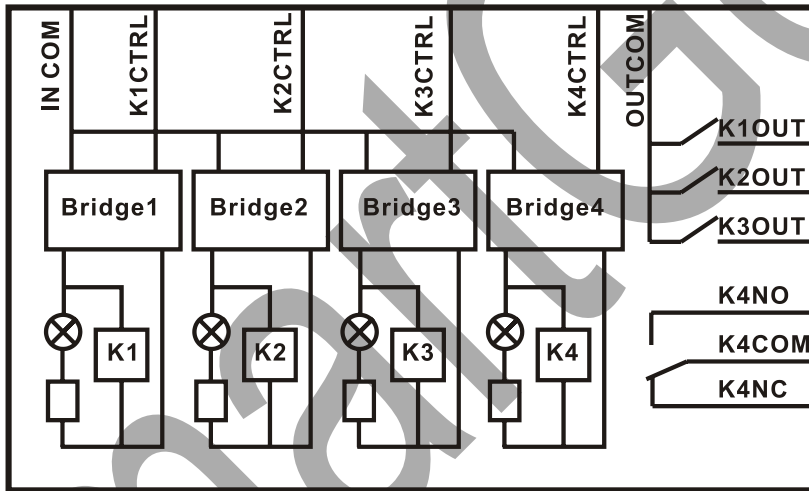 IN COM
K1CTRL
K2CTRL
K3CTRL
K4CTRL
OUTCOM
K1OUT
K2OUT
K3OUT
Bridge1
Bridge2
Bridge3
Bridge4
K4NO
K4COM
K4NC
K1
K2
K3
K4